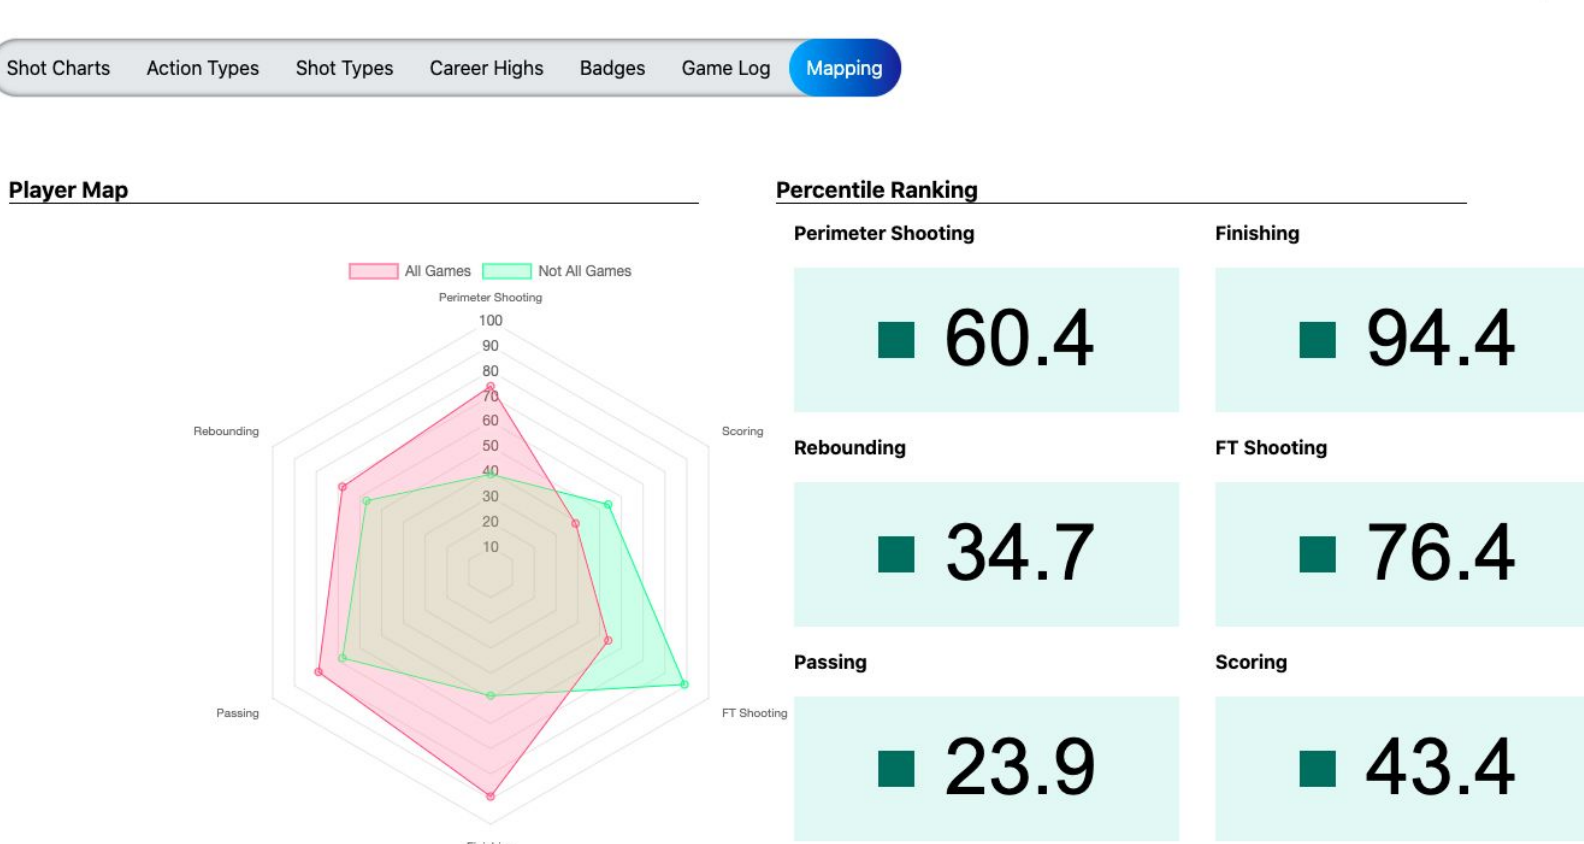 Shot Charts Action Types Shot Types Career Highs Badges Game Log Mapping
Player Map
All Games Not All Games
Perimeter Shooting
100
90
80
70
60
50
40
30
20
10
Scoring
FT Shooting
Passing
Rebounding
Percentile Ranking
Perimeter Shooting
60.4
Finishing
94.4
Rebounding
34.7
FT Shooting
76.4
Passing
23.9
Scoring
43.4